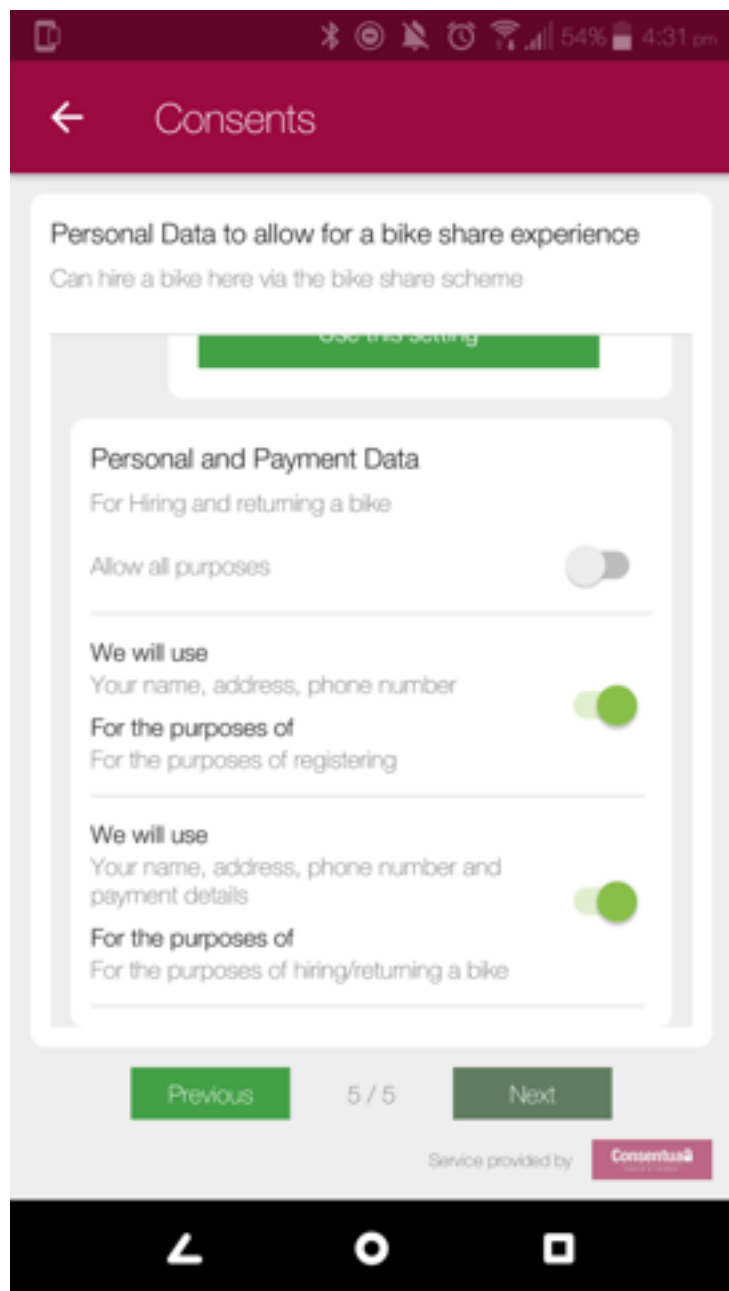 54% 4:31 pm
Consents
Personal Data to allow for a bike share experience
Can hire a bike here via the bike share scheme
Use this setting
Personal and Payment Data
For Hiring and returning a bike
Allow all purposes
We will use
Your name, address, phone number
For the purposes of
For the purposes of registering
We will use
Your name, address, phone number and
payment details
For the purposes of
For the purposes of hiring/returning a bike
Previous 5 / 5 Next
Service provided by Consentua